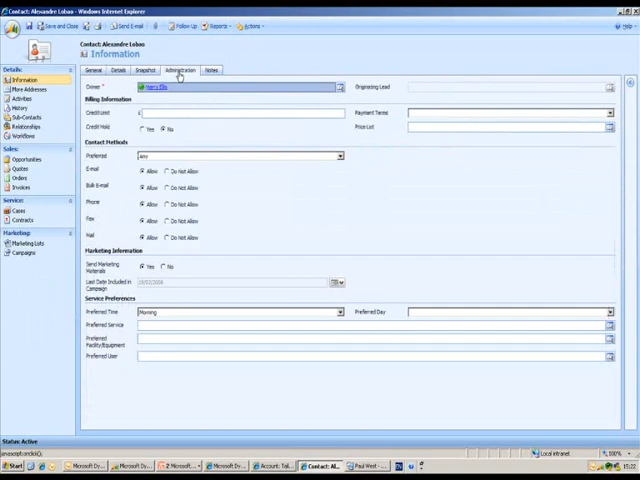 Contact: Alexandre Lobao - Windows Internet Explorer
Save and Close
Send E-mail
Follow Up
Reports
Actions
Contact: Alexandre Lobao
Information
Details:
Information
More Addresses
Activities
History
Sub-Contacts
Relationships
Workflows
Sales:
Opportunities
Quotes
Orders
Invoices
Service:
Cases
Contracts
Marketing:
Marketing Lists
Campaigns
General Details Snapshot Administration Notes
Owner *
Originating Lead
Billing Information
Credit Limit £
Payment Terms
Credit Hold Yes No
Price List
Contact Methods
Preferred Any
E-mail Allow Do Not Allow
Bulk E-mail Allow Do Not Allow
Phone Allow Do Not Allow
Fax Allow Do Not Allow
Mail Allow Do Not Allow
Marketing Information
Send Marketing Materials Yes No
Last Date Included in Campaign
Service Preferences
Preferred Time Morning
Preferred Day
Preferred Service
Preferred Facility/Equipment
Preferred User
Status: Active
Local intranet
100%
Start
Microsoft Dy...
Microsoft Dy...
2 Microsoft...
Microsoft Dy...
Account: Tail...
Contact: Al...
Paul West -...
15:22